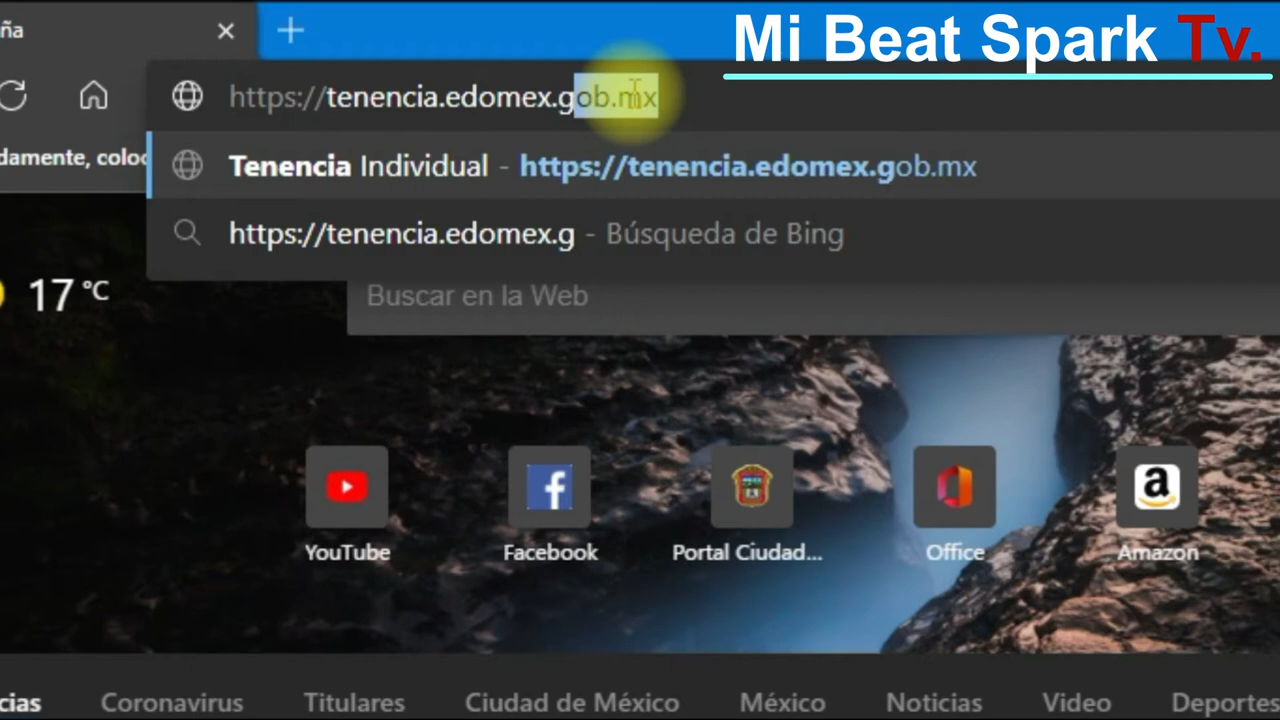 ña
Mi Beat Spark Tv.
https://tenencia.edomex.gob.mx
damente, coloc
Tenencia Individual - https://tenencia.edomex.gob.mx
https://tenencia.edomex.g - Búsqueda de Bing
17 °C
Buscar en la Web
YouTube
Facebook
Portal Ciudad...
Office
Amazon
cias Coronavirus Titulares Ciudad de México México Noticias Video Deportes